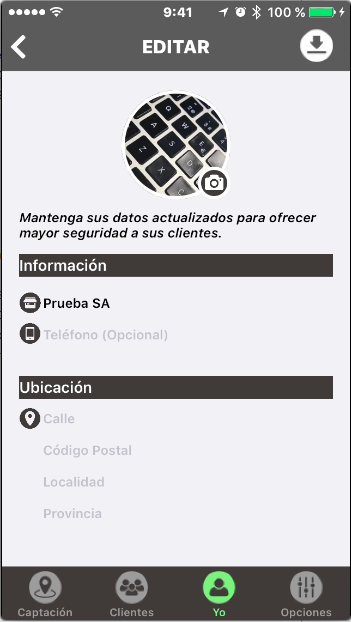 9:41
100 %
EDITAR
Mantenga sus datos actualizados para ofrecer
mayor seguridad a sus clientes.
Información
Prueba SA
Teléfono (Opcional)
Ubicación
Calle
Código Postal
Localidad
Provincia
Captación Clientes Yo Opciones